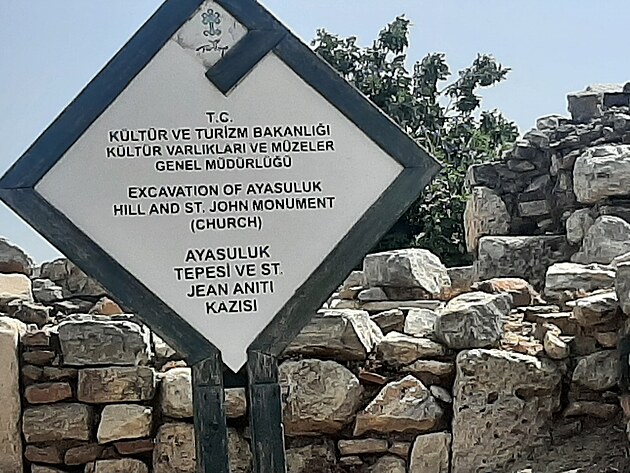 T.C.
KÜLTÜR VE TURİZM BAKANLIĞI
KÜLTÜR VARLIKLARI VE MÜZELER
GENEL MÜDÜRLÜĞÜ
EXCAVATION OF AYASULUK
HILL AND ST. JOHN MONUMENT
(CHURCH)
AYASULUK
TEPESİ VE ST.
JEAN ANITI
KAZISI